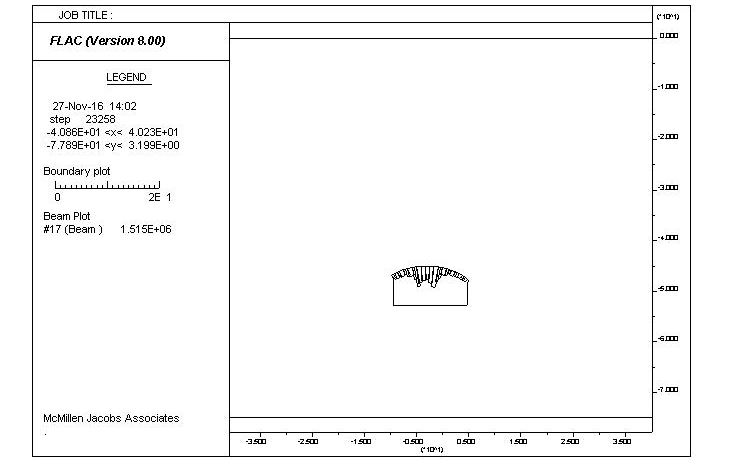 JOB TITLE :
FLAC (Version 8.00)
LEGEND
27-Nov-16 14:02
step 23258
-4.086E+01 <x< 4.023E+01
-7.789E+01 <y< 3.199E+00
Boundary plot
0 2E 1
Beam Plot
#17 (Beam ) 1.515E+06
McMillen Jacobs Associates
(*10^1)
0.000
-1.000
-2.000
-3.000
-4.000
-5.000
-6.000
-7.000
-3.500 -2.500 -1.500 -0.500 0.500 1.500 2.500 3.500
(*10^1)